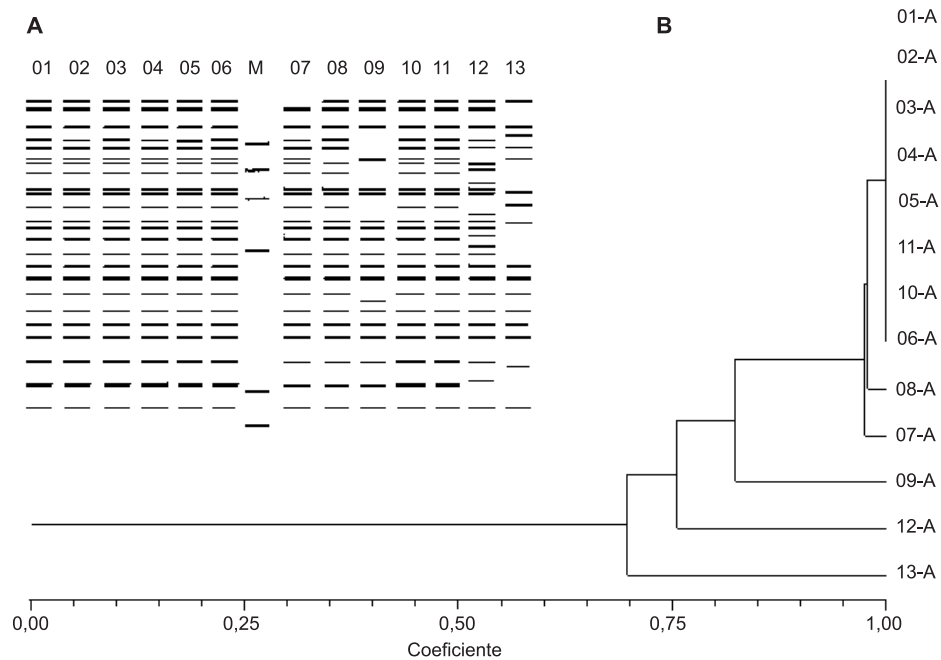 A
B
01 02 03 04 05 06 M 07 08 09 10 11 12 13
01-A
02-A
03-A
04-A
05-A
11-A
10-A
06-A
08-A
07-A
09-A
12-A
13-A
0,00 0,25 0,50 0,75 1,00
Coeficiente